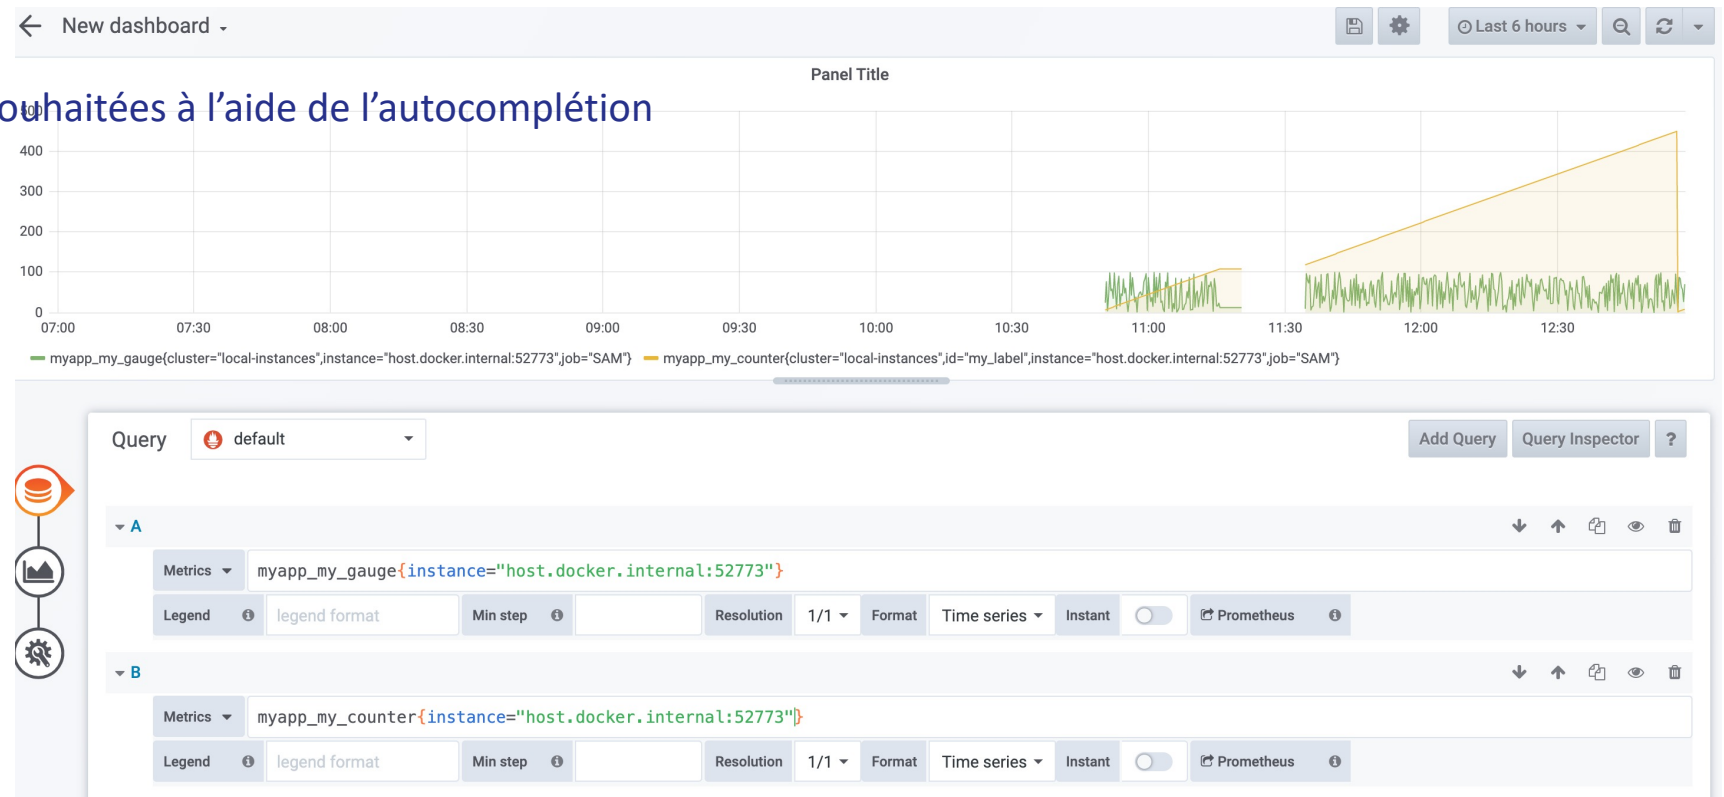 New dashboard
Last 6 hours
Panel Title
ouhaitées à l’aide de l’autocomplétion
500
400
300
200
100
0
07:00 07:30 08:00 08:30 09:00 09:30 10:00 10:30 11:00 11:30 12:00 12:30
myapp_my_gauge{cluster="local-instances",instance="host.docker.internal:52773",job="SAM"} myapp_my_counter{cluster="local-instances",id="my_label",instance="host.docker.internal:52773",job="SAM"}
Query default Add Query Query Inspector ?
A
Metrics myapp_my_gauge{instance="host.docker.internal:52773"}
Legend legend format Min step Resolution 1/1 Format Time series Instant Prometheus
B
Metrics myapp_my_counter{instance="host.docker.internal:52773"}
Legend legend format Min step Resolution 1/1 Format Time series Instant Prometheus